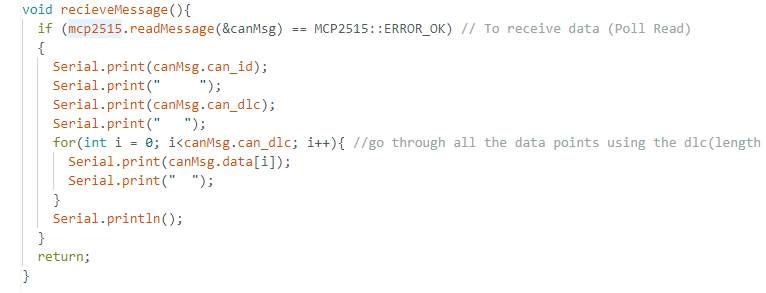 void recieveMessage(){
  if (mcp2515.readMessage(&canMsg) == MCP2515::ERROR_OK) // To receive data (Poll Read)
  {
    Serial.print(canMsg.can_id);
    Serial.print("      ");
    Serial.print(canMsg.can_dlc);
    Serial.print("   ");
    for(int i = 0; i<canMsg.can_dlc; i++){ //go through all the data points using the dlc(length
      Serial.print(canMsg.data[i]);
      Serial.print("  ");
    }
    Serial.println();
  }
  return;
}